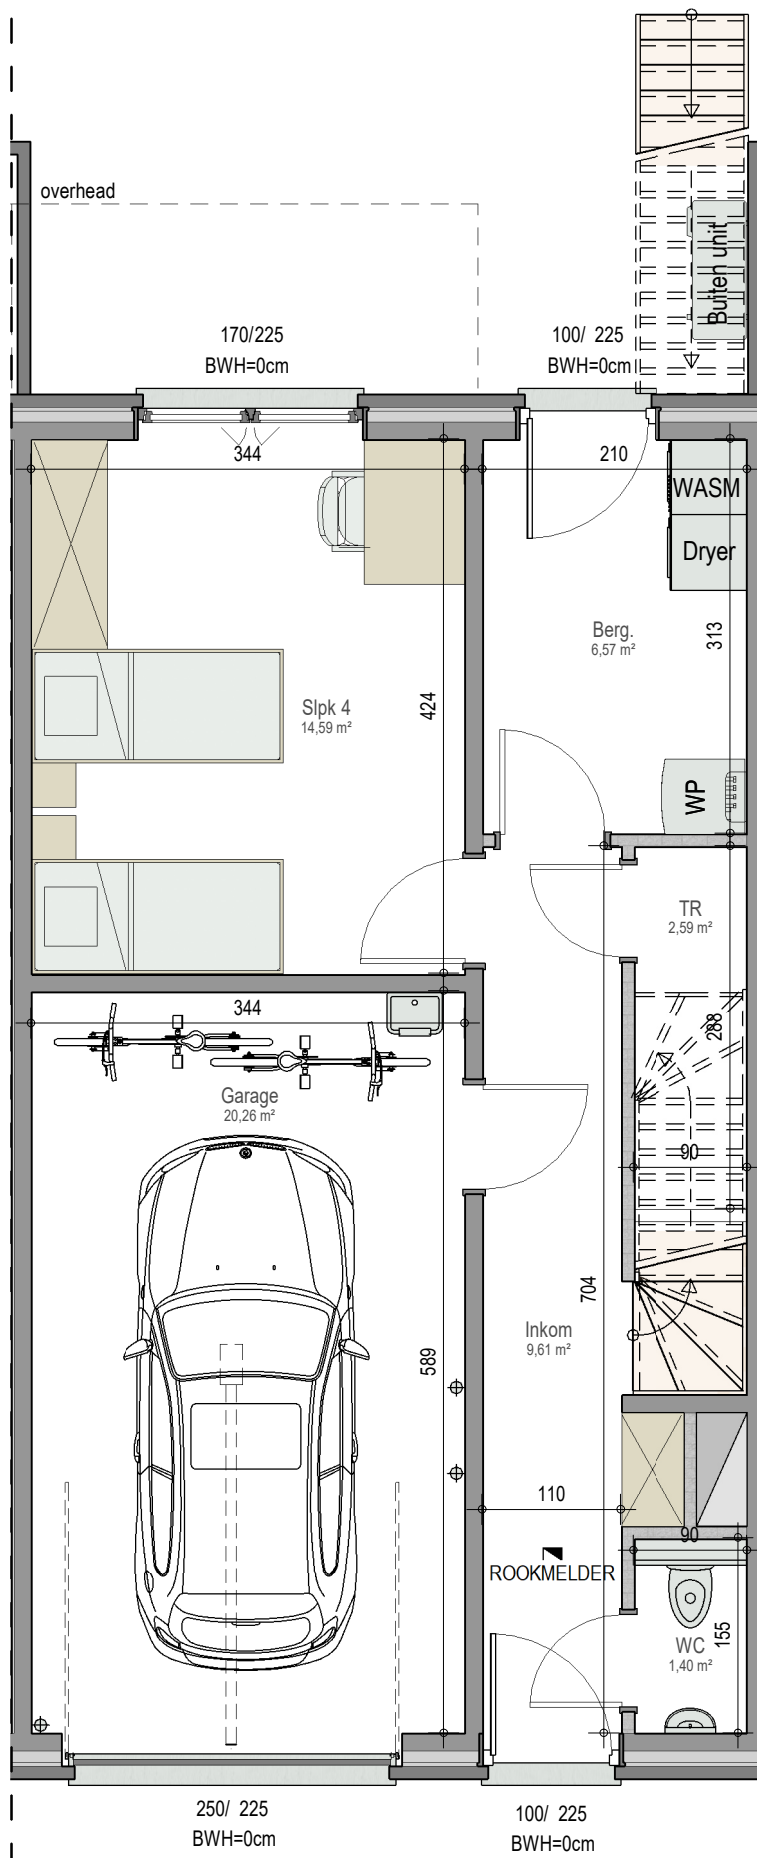 overhead
Buiten unit
170/225
BWH=0cm
100/ 225
BWH=0cm
344
210
WASM
Dryer
Berg.
6,57 m²
313
Slpk 4
14,59 m²
424
WP
TR
2,59 m²
344
288
Garage
20,26 m²
90
704
Inkom
9,61 m²
589
110
90
ROOKMELDER
WC
1,40 m²
155
250/ 225
BWH=0cm
100/ 225
BWH=0cm